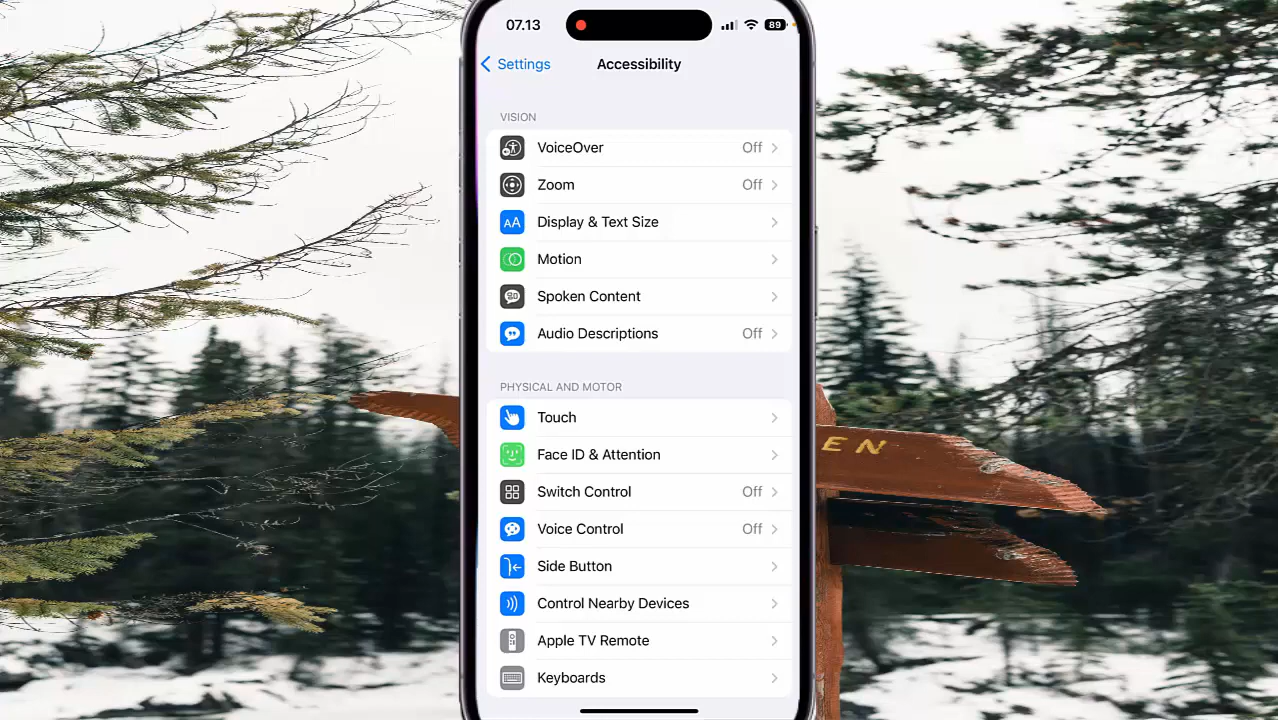 07.13
89
Settings
Accessibility
VISION
VoiceOver Off
Zoom Off
Display & Text Size
Motion
Spoken Content
Audio Descriptions Off
PHYSICAL AND MOTOR
Touch
Face ID & Attention
Switch Control Off
Voice Control Off
Side Button
Control Nearby Devices
Apple TV Remote
Keyboards
EN